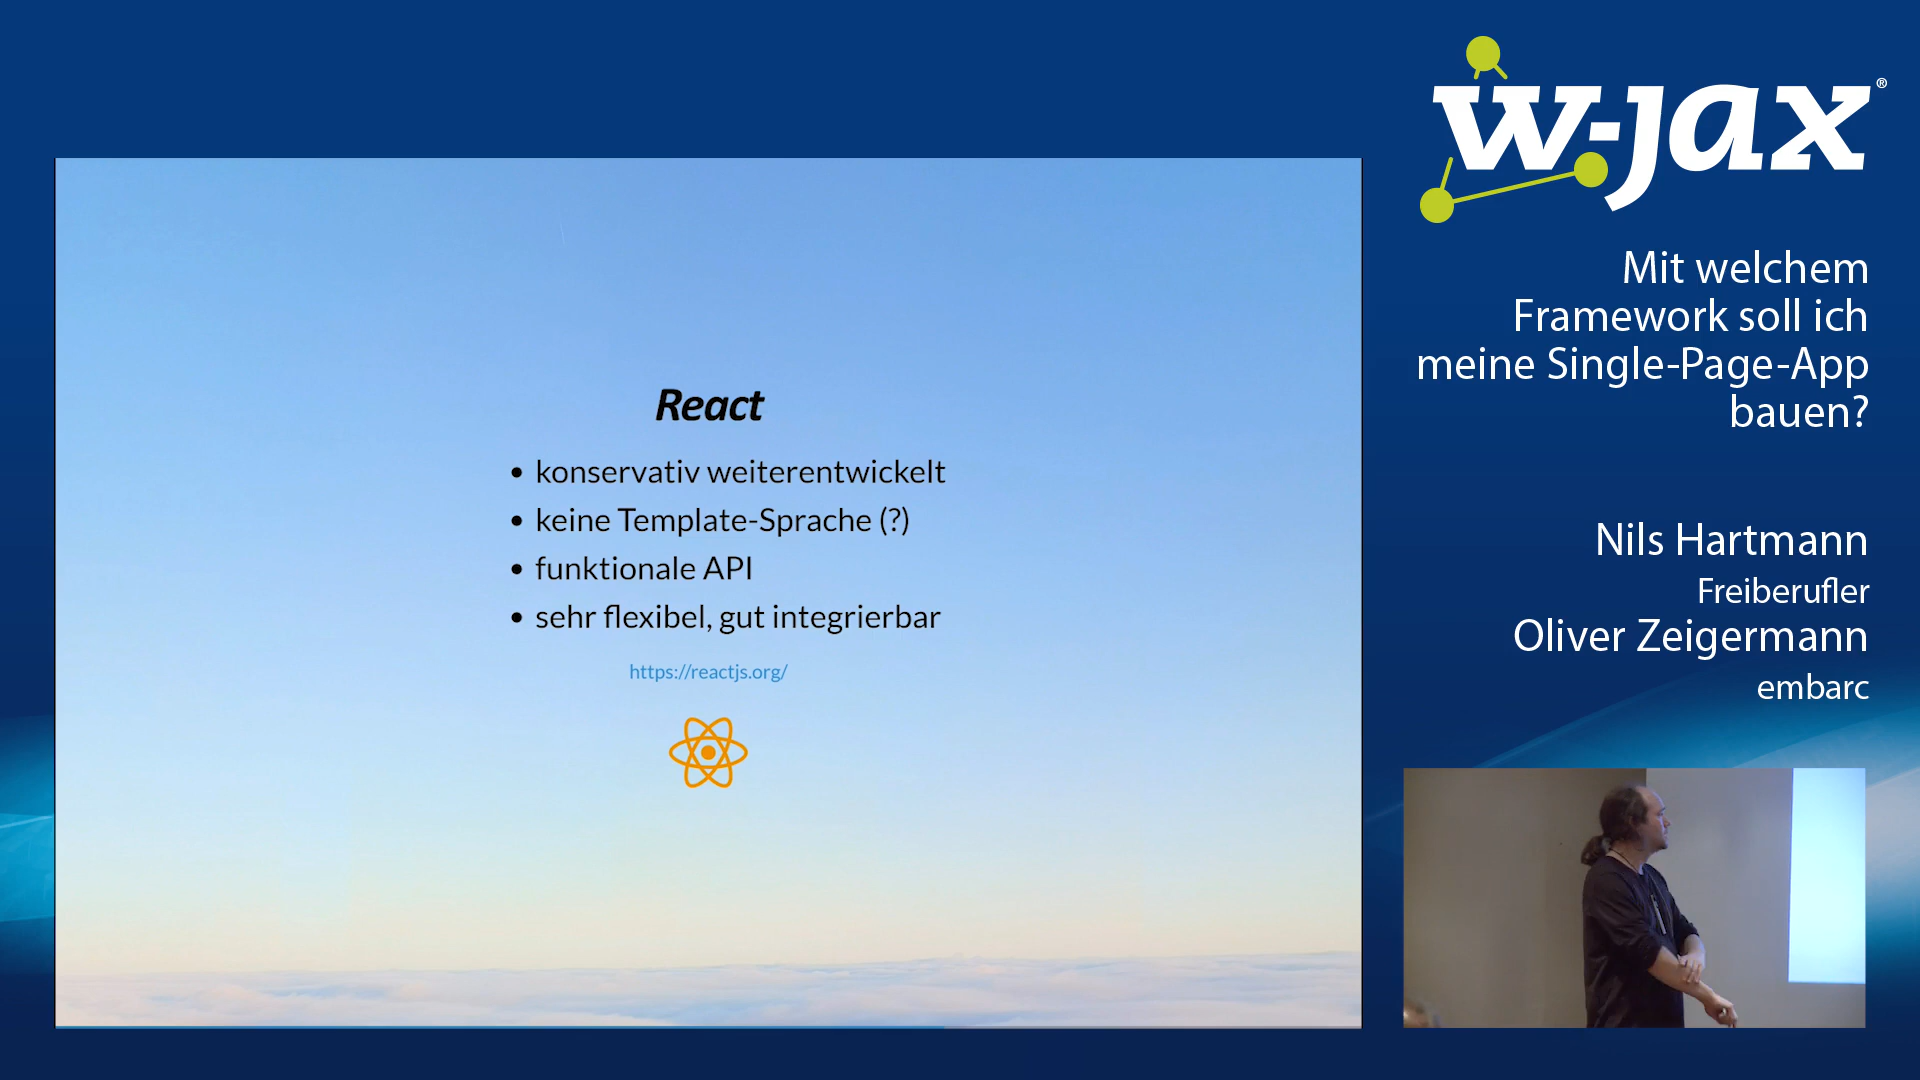 React
• konservativ weiterentwickelt
• keine Template-Sprache (?)
• funktionale API
• sehr flexibel, gut integrierbar
https://reactjs.org/
w-jax®
Mit welchem
Framework soll ich
meine Single-Page-App
bauen?
Nils Hartmann
Freiberufler
Oliver Zeigermann
embarc